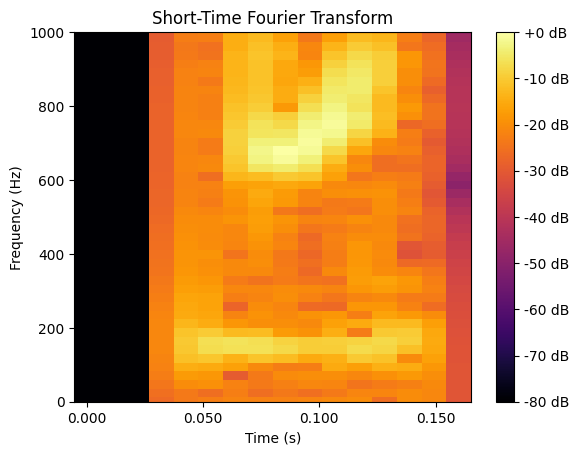 Short-Time Fourier Transform
Frequency (Hz)
1000
800
600
400
200
0
0.000
0.050
0.100
0.150
Time (s)
+0 dB
-10 dB
-20 dB
-30 dB
-40 dB
-50 dB
-60 dB
-70 dB
-80 dB